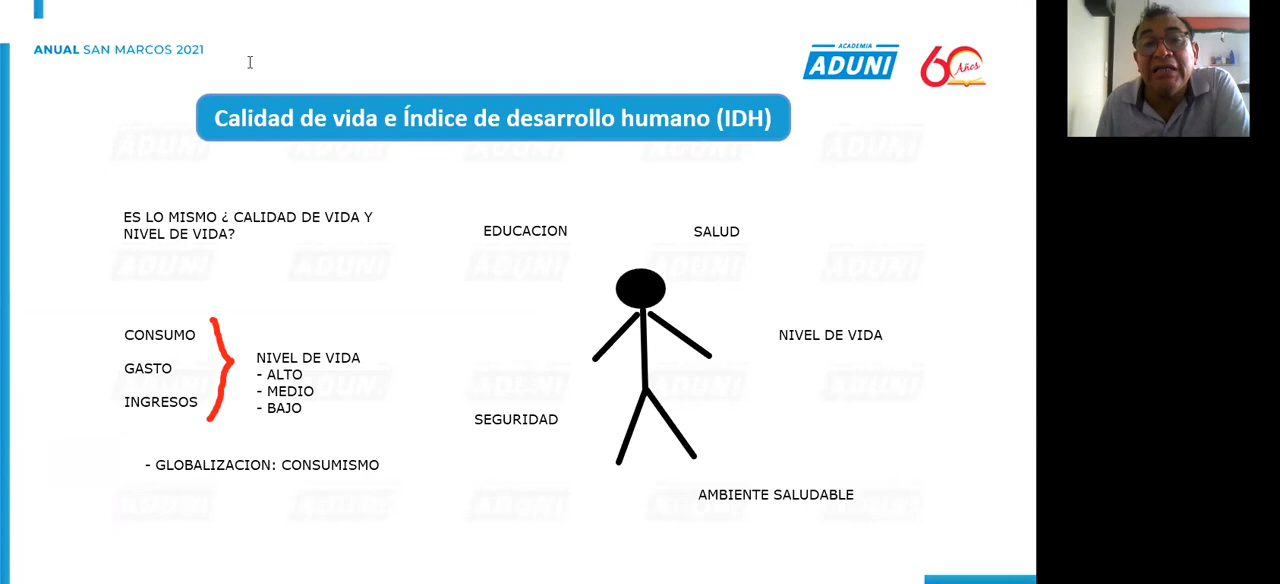 ANUAL SAN MARCOS 2021
ACADEMIA
ADUNI
60 Años
Calidad de vida e Índice de desarrollo humano (IDH)
ES LO MISMO ¿ CALIDAD DE VIDA Y
NIVEL DE VIDA?
EDUCACION
SALUD
CONSUMO
GASTO
INGRESOS
NIVEL DE VIDA
- ALTO
- MEDIO
- BAJO
NIVEL DE VIDA
SEGURIDAD
- GLOBALIZACION: CONSUMISMO
AMBIENTE SALUDABLE